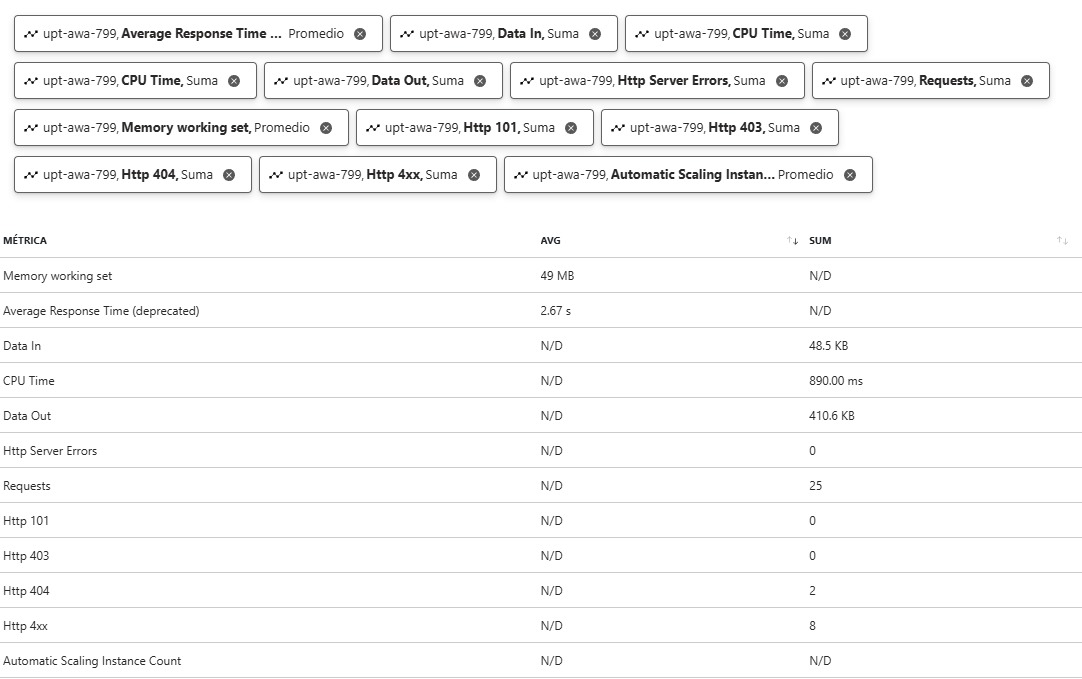 upt-awa-799, Average Response Time ... Promedio upt-awa-799, Data In, Suma upt-awa-799, CPU Time, Suma
upt-awa-799, CPU Time, Suma upt-awa-799, Data Out, Suma upt-awa-799, Http Server Errors, Suma upt-awa-799, Requests, Suma
upt-awa-799, Memory working set, Promedio upt-awa-799, Http 101, Suma upt-awa-799, Http 403, Suma
upt-awa-799, Http 404, Suma upt-awa-799, Http 4xx, Suma upt-awa-799, Automatic Scaling Instan... Promedio
MÉTRICA AVG SUM
Memory working set 49 MB N/D
Average Response Time (deprecated) 2.67 s N/D
Data In N/D 48.5 KB
CPU Time N/D 890.00 ms
Data Out N/D 410.6 KB
Http Server Errors N/D 0
Requests N/D 25
Http 101 N/D 0
Http 403 N/D 0
Http 404 N/D 2
Http 4xx N/D 8
Automatic Scaling Instance Count N/D N/D